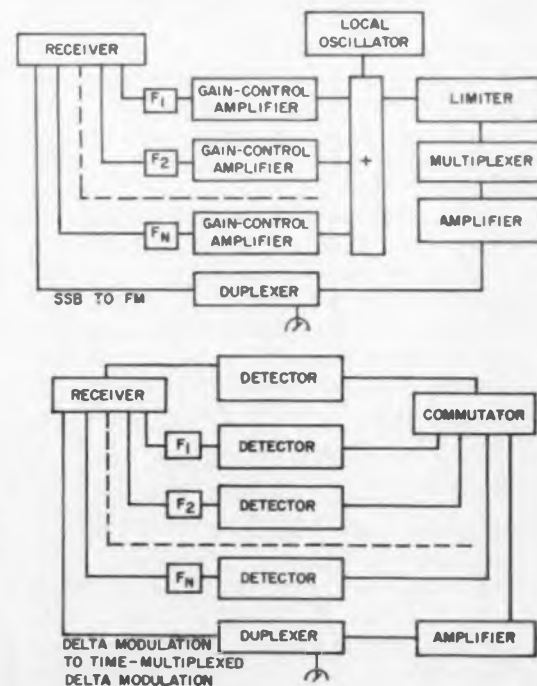 LOCAL
OSCILLATOR
RECEIVER
F1
GAIN-CONTROL
AMPLIFIER
LIMITER
F2
GAIN-CONTROL
AMPLIFIER
+
MULTIPLEXER
FN
GAIN-CONTROL
AMPLIFIER
AMPLIFIER
SSB TO FM
DUPLEXER
RECEIVER
DETECTOR
COMMUTATOR
F1
DETECTOR
F2
DETECTOR
FN
DETECTOR
DELTA MODULATION
TO TIME-MULTIPLEXED
DELTA MODULATION
DUPLEXER
AMPLIFIER